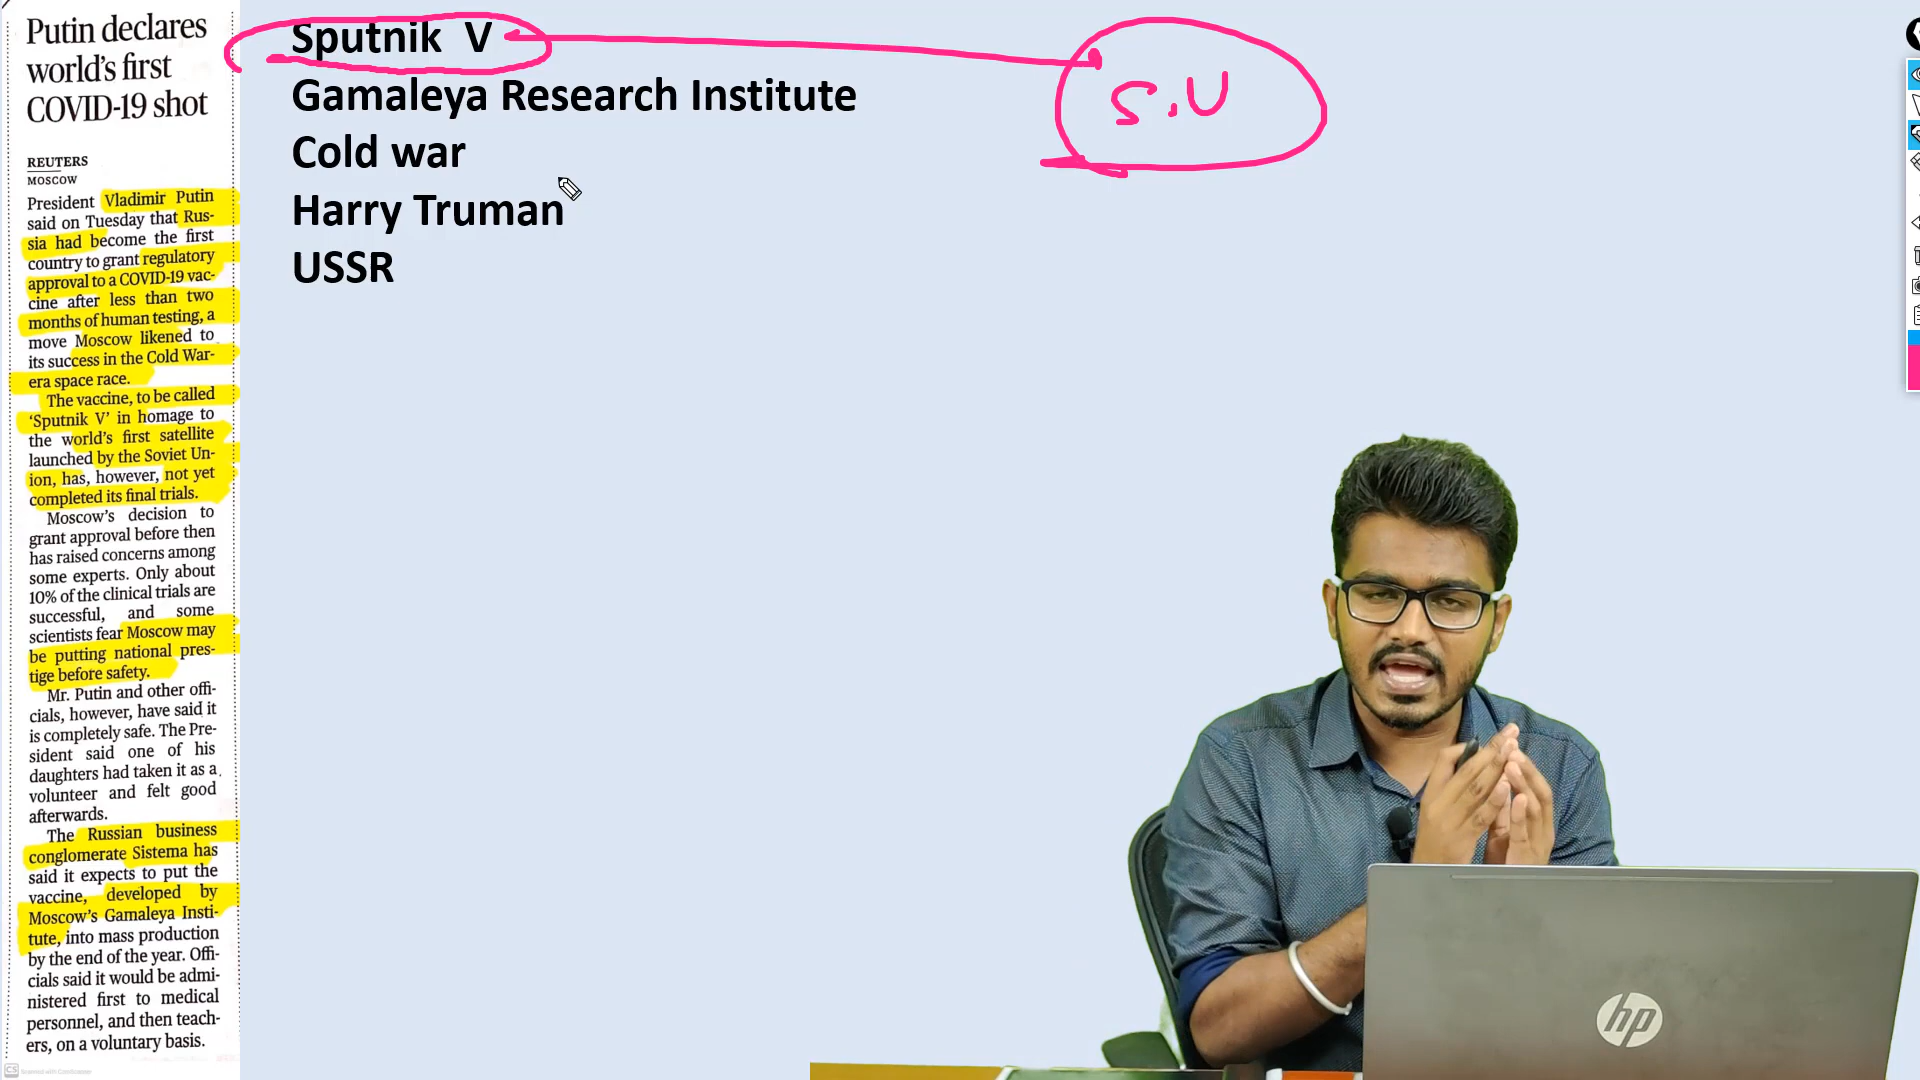 Putin declares
world's first
COVID-19 shot
REUTERS
MOSCOW
President Vladimir Putin
said on Tuesday that Rus-
sia had become the first
country to grant regulatory
approval to a COVID-19 vac-
cine after less than two
months of human testing, a
move Moscow likened to
its success in the Cold War-
era space race.
The vaccine, to be called
‘Sputnik V’ in homage to
the world's first satellite
launched by the Soviet Un-
ion, has, however, not yet
completed its final trials.
Moscow's decision to
grant approval before then
has raised concerns among
some experts. Only about
10% of the clinical trials are
successful, and some
scientists fear Moscow may
be putting national pres-
tige before safety.
Mr. Putin and other offi-
cials, however, have said it
is completely safe. The Pre-
sident said one of his
daughters had taken it as a
volunteer and felt good
afterwards.
The Russian business
conglomerate Sistema has
said it expects to put the
vaccine, developed by
Moscow's Gamaleya Insti-
tute, into mass production
by the end of the year. Offi-
cials said it would be admi-
nistered first to medical
personnel, and then teach-
ers, on a voluntary basis.
CS Scanned with CamScanner
Sputnik V
Gamaleya Research Institute
Cold war
Harry Truman
USSR
S.U
hp